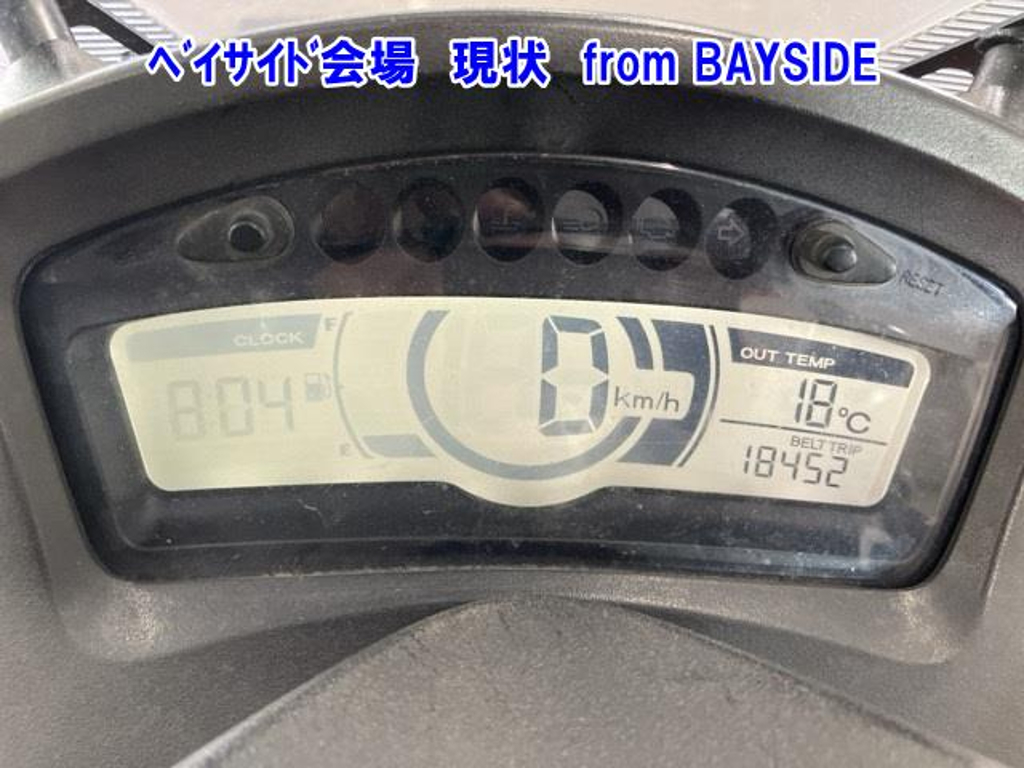 ﾍﾞｲｻｲﾄﾞ会場　現状　from BAYSIDE
RESET
CLOCK
F
OUT TEMP
8:04
0
km/h
18℃
E
BELT TRIP
18452